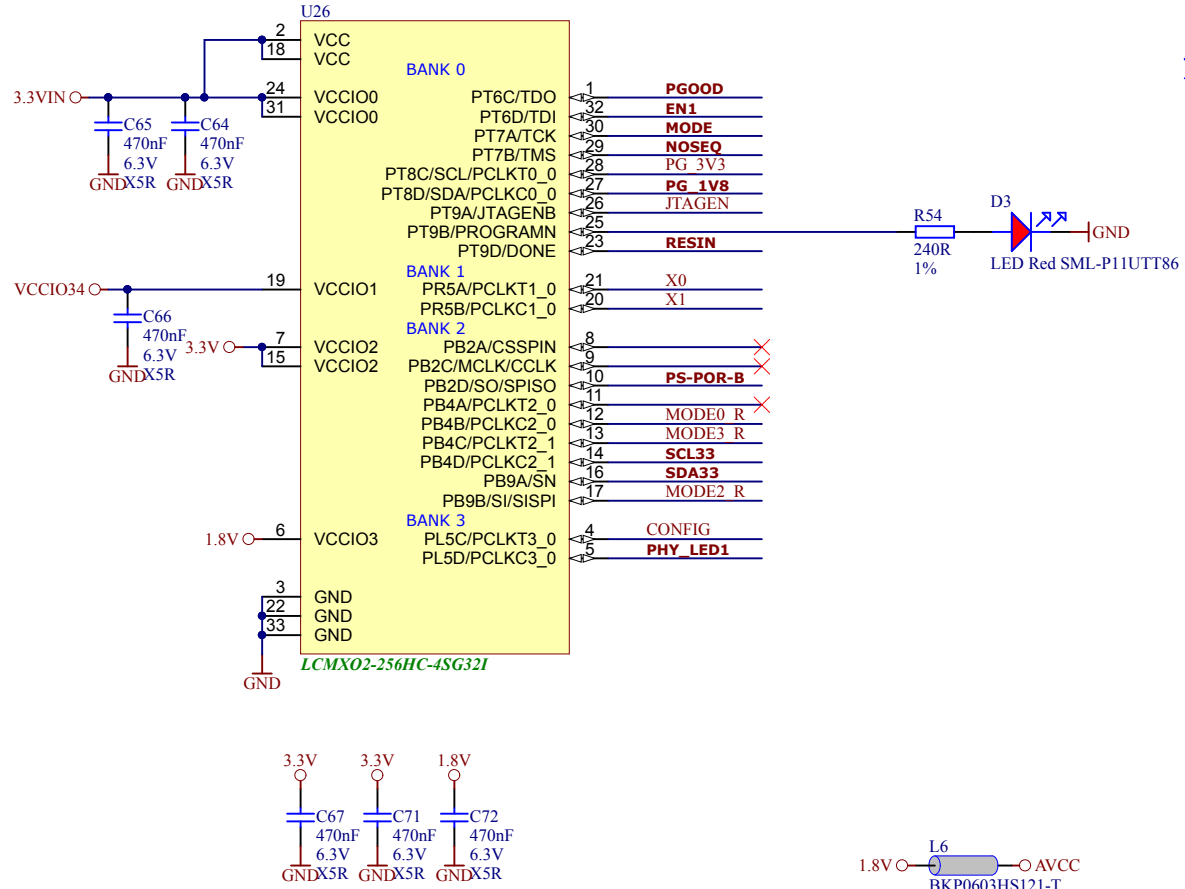 U26
2 VCC
18 VCC
BANK 0
3.3VIN
24 VCCIO0
31 VCCIO0
C65
470nF
6.3V
X5R
GND
C64
470nF
6.3V
X5R
GND
PT6C/TDO 1 PGOOD
PT6D/TDI 32 EN1
PT7A/TCK 30 MODE
PT7B/TMS 29 NOSEQ
PT8C/SCL/PCLKT0_0 28 PG_3V3
PT8D/SDA/PCLKC0_0 27 PG_1V8
PT9A/JTAGENB 26 JTAGEN
PT9B/PROGRAMN 25
PT9D/DONE 23 RESIN
R54
240R
1%
D3
GND
LED Red SML-P11UTT86
BANK 1
VCCIO34
19 VCCIO1
C66
470nF
6.3V
X5R
GND
PR5A/PCLKT1_0 21 X0
PR5B/PCLKC1_0 20 X1
BANK 2
3.3V
7 VCCIO2
15 VCCIO2
PB2A/CSSPIN 8
PB2C/MCLK/CCLK 9
PB2D/SO/SPISO 10 PS-POR-B
PB4A/PCLKT2_0 11
PB4B/PCLKC2_0 12 MODE0_R
PB4C/PCLKT2_1 13 MODE3_R
PB4D/PCLKC2_1 14 SCL33
PB9A/SN 16 SDA33
PB9B/SI/SISPI 17 MODE2_R
BANK 3
1.8V
6 VCCIO3
PL5C/PCLKT3_0 4 CONFIG
PL5D/PCLKC3_0 5 PHY_LED1
3 GND
22 GND
33 GND
GND
LCMXO2-256HC-4SG32I
3.3V
C67
470nF
6.3V
X5R
GND
3.3V
C71
470nF
6.3V
X5R
GND
1.8V
C72
470nF
6.3V
X5R
GND
L6
1.8V
AVCC
BKP0603HS121-T